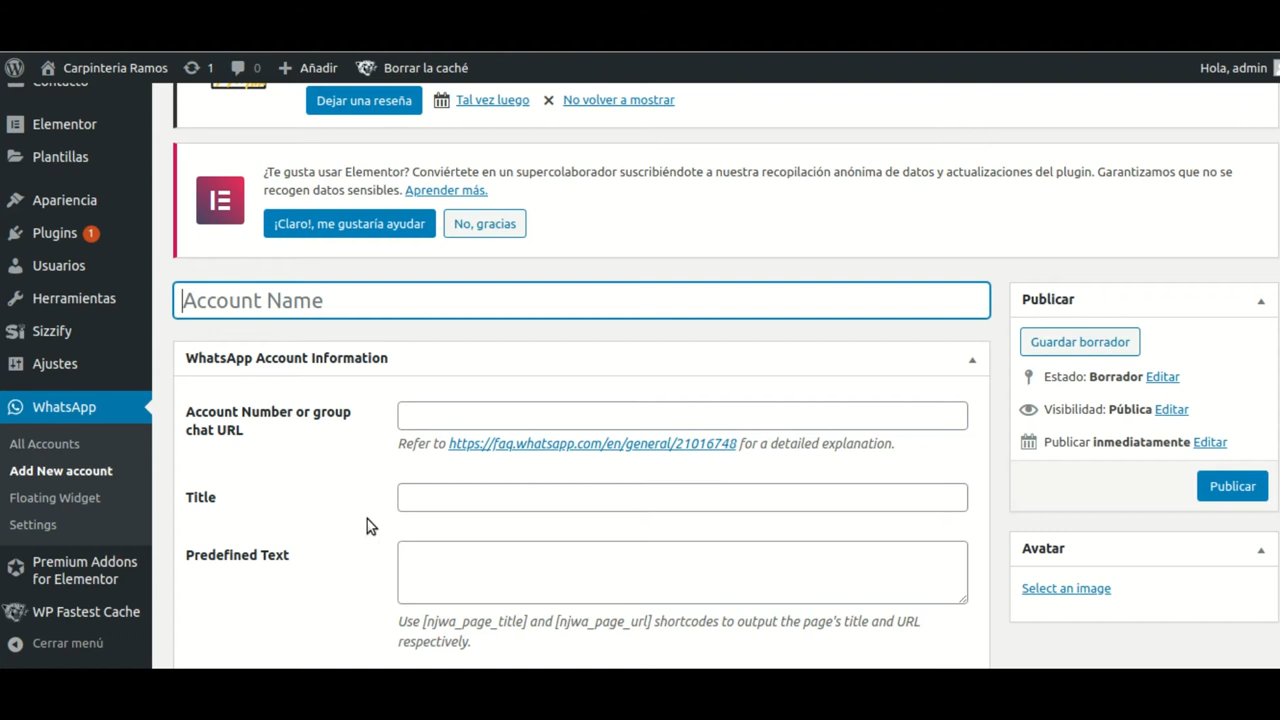 Carpinteria Ramos 1 0 Añadir Borrar la caché Hola, admin
Contacto
Elementor
Plantillas
Apariencia
Plugins 1
Usuarios
Herramientas
Sizzify
Ajustes
WhatsApp
All Accounts
Add New account
Floating Widget
Settings
Premium Addons
for Elementor
WP Fastest Cache
Cerrar menú
Dejar una reseña Tal vez luego No volver a mostrar
¿Te gusta usar Elementor? Conviértete en un supercolaborador suscribiéndote a nuestra recopilación anónima de datos y actualizaciones del plugin. Garantizamos que no se
recogen datos sensibles. Aprender más.
¡Claro!, me gustaría ayudar No, gracias
Account Name
WhatsApp Account Information
Account Number or group
chat URL
Refer to https://faq.whatsapp.com/en/general/21016748 for a detailed explanation.
Title
Predefined Text
Use [njwa_page_title] and [njwa_page_url] shortcodes to output the page's title and URL
respectively.
Publicar
Guardar borrador
Estado: Borrador Editar
Visibilidad: Pública Editar
Publicar inmediatamente Editar
Publicar
Avatar
Select an image